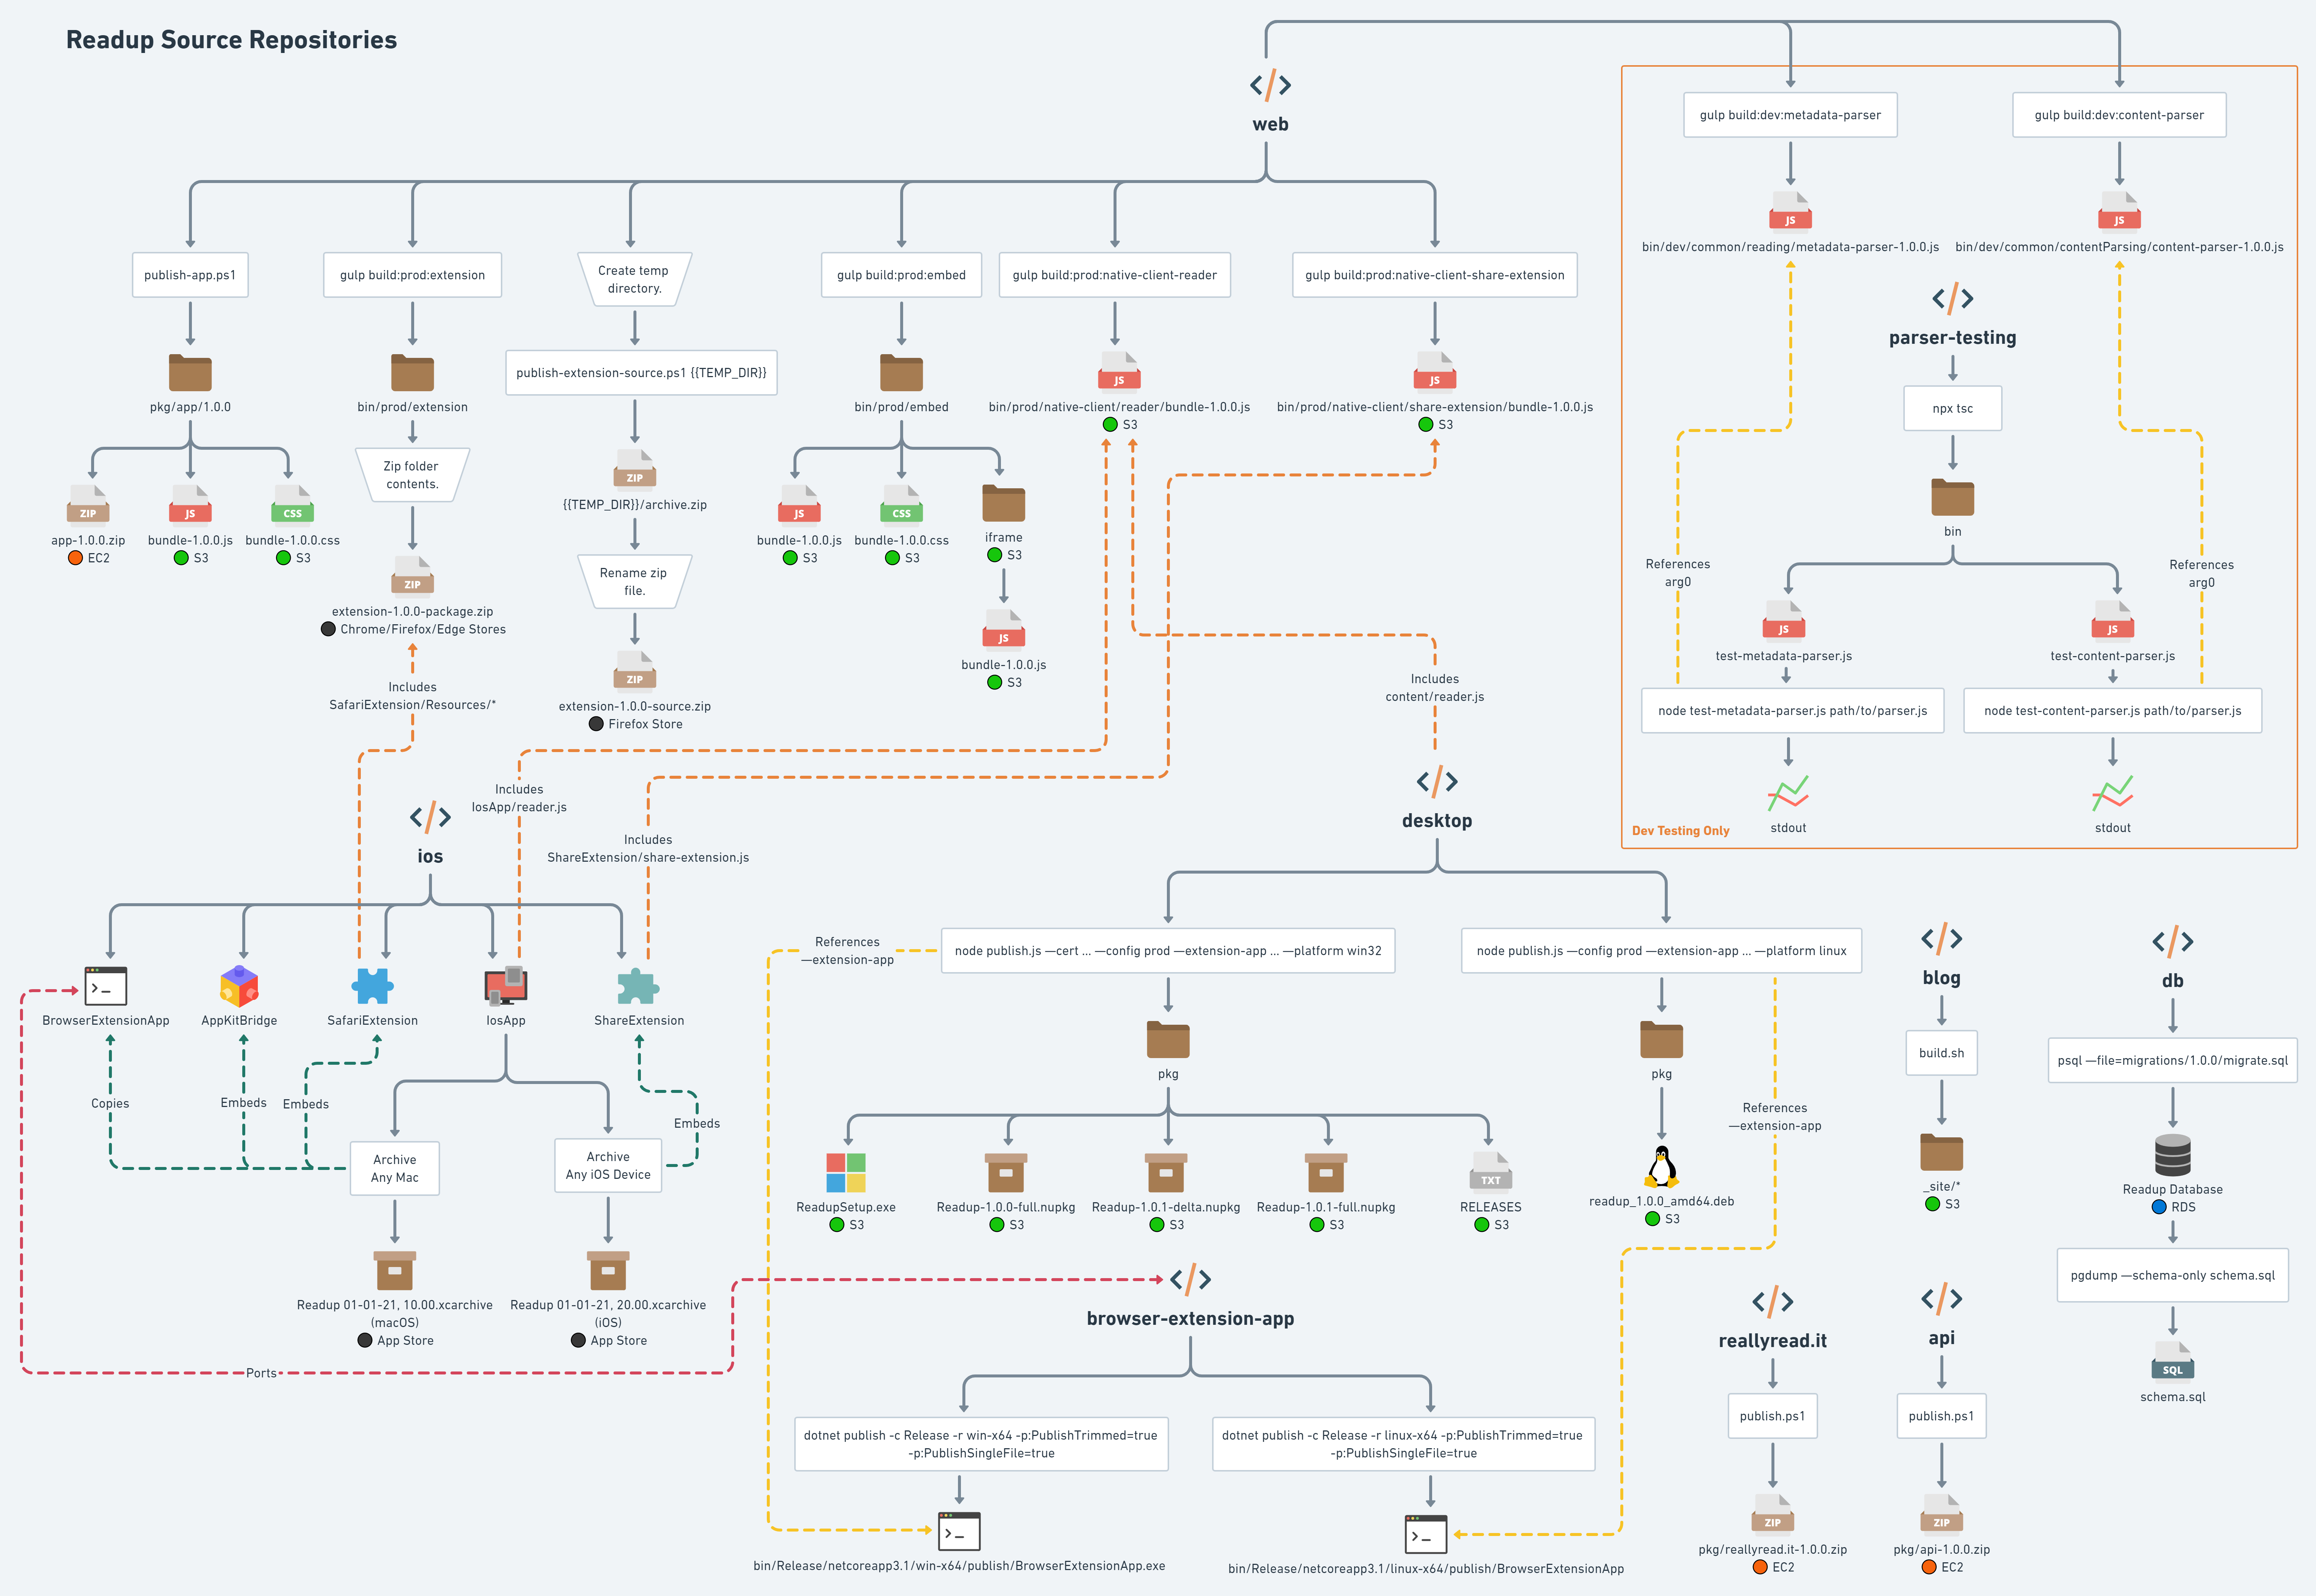 Readup Source Repositories
web
gulp build:dev:metadata-parser
gulp build:dev:content-parser
JS
JS
bin/dev/common/reading/metadata-parser-1.0.0.js
bin/dev/common/contentParsing/content-parser-1.0.0.js
publish-app.ps1
gulp build:prod:extension
Create temp
directory.
gulp build:prod:embed
gulp build:prod:native-client-reader
gulp build:prod:native-client-share-extension
parser-testing
publish-extension-source.ps1 {{TEMP_DIR}}
JS
JS
pkg/app/1.0.0
bin/prod/extension
bin/prod/embed
bin/prod/native-client/reader/bundle-1.0.0.js
S3
bin/prod/native-client/share-extension/bundle-1.0.0.js
S3
npx tsc
Zip folder
contents.
ZIP
{{TEMP_DIR}}/archive.zip
ZIP
app-1.0.0.zip
EC2
JS
bundle-1.0.0.js
S3
CSS
bundle-1.0.0.css
S3
JS
bundle-1.0.0.js
S3
CSS
bundle-1.0.0.css
S3
iframe
S3
bin
References
arg0
References
arg0
ZIP
extension-1.0.0-package.zip
Chrome/Firefox/Edge Stores
Rename zip
file.
JS
bundle-1.0.0.js
S3
JS
test-metadata-parser.js
JS
test-content-parser.js
Includes
SafariExtension/Resources/*
ZIP
extension-1.0.0-source.zip
Firefox Store
Includes
content/reader.js
node test-metadata-parser.js path/to/parser.js
node test-content-parser.js path/to/parser.js
stdout
stdout
Dev Testing Only
Includes
IosApp/reader.js
Includes
ShareExtension/share-extension.js
ios
desktop
References
—extension-app
node publish.js —cert ... —config prod —extension-app ... —platform win32
node publish.js —config prod —extension-app ... —platform linux
blog
db
BrowserExtensionApp
AppKitBridge
SafariExtension
IosApp
ShareExtension
build.sh
psql —file=migrations/1.0.0/migrate.sql
pkg
pkg
Copies
Embeds
Embeds
Embeds
References
—extension-app
Archive
Any Mac
Archive
Any iOS Device
ReadupSetup.exe
S3
Readup-1.0.0-full.nupkg
S3
Readup-1.0.1-delta.nupkg
S3
Readup-1.0.1-full.nupkg
S3
TXT
RELEASES
S3
readup_1.0.0_amd64.deb
S3
_site/*
S3
Readup Database
RDS
pgdump —schema-only schema.sql
Readup 01-01-21, 10.00.xcarchive
(macOS)
App Store
Readup 01-01-21, 20.00.xcarchive
(iOS)
App Store
Ports
browser-extension-app
reallyread.it
api
SQL
schema.sql
dotnet publish -c Release -r win-x64 -p:PublishTrimmed=true
-p:PublishSingleFile=true
dotnet publish -c Release -r linux-x64 -p:PublishTrimmed=true
-p:PublishSingleFile=true
publish.ps1
publish.ps1
bin/Release/netcoreapp3.1/win-x64/publish/BrowserExtensionApp.exe
bin/Release/netcoreapp3.1/linux-x64/publish/BrowserExtensionApp
ZIP
pkg/reallyread.it-1.0.0.zip
EC2
ZIP
pkg/api-1.0.0.zip
EC2